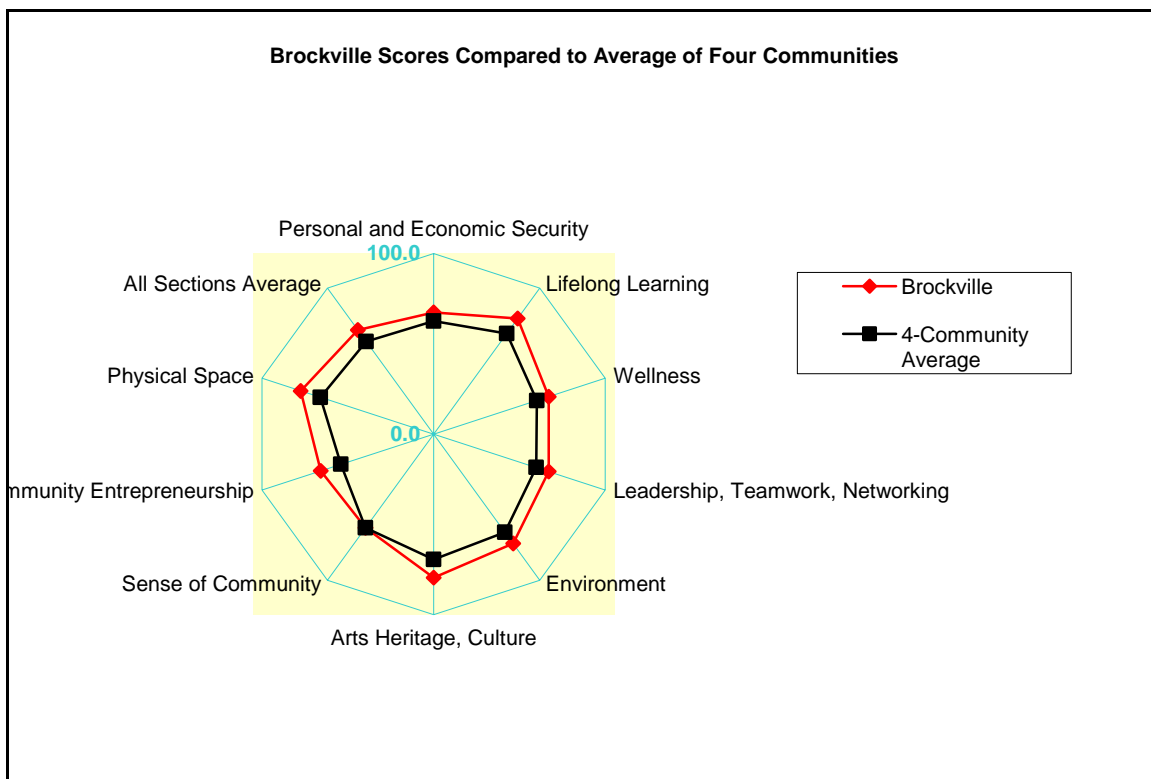 Brockville Scores Compared to Average of Four Communities
Personal and Economic Security
100.0
All Sections Average
Lifelong Learning
Brockville
4-Community
Average
Physical Space
Wellness
0.0
mmunity Entrepreneurship
Leadership, Teamwork, Networking
Sense of Community
Environment
Arts Heritage, Culture